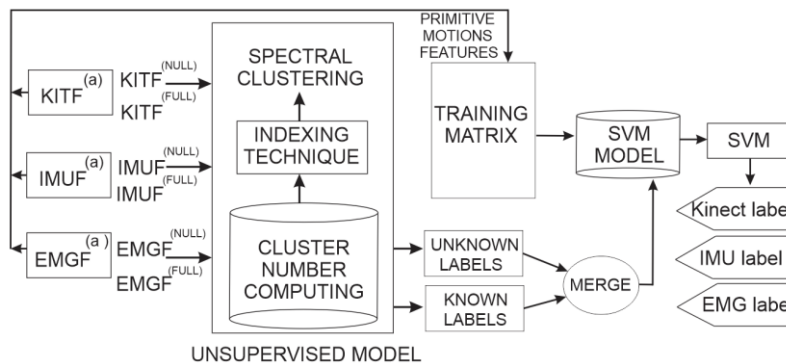 PRIMITIVE
MOTIONS
FEATURES
KITF(a)
KITF(NULL)
KITF(FULL)
IMUF(a)
IMUF(NULL)
IMUF(FULL)
EMGF(a)
EMGF(NULL)
EMGF(FULL)
SPECTRAL
CLUSTERING
INDEXING
TECHNIQUE
CLUSTER
NUMBER
COMPUTING
UNSUPERVISED MODEL
TRAINING
MATRIX
UNKNOWN
LABELS
KNOWN
LABELS
MERGE
SVM
MODEL
SVM
Kinect label
IMU label
EMG label